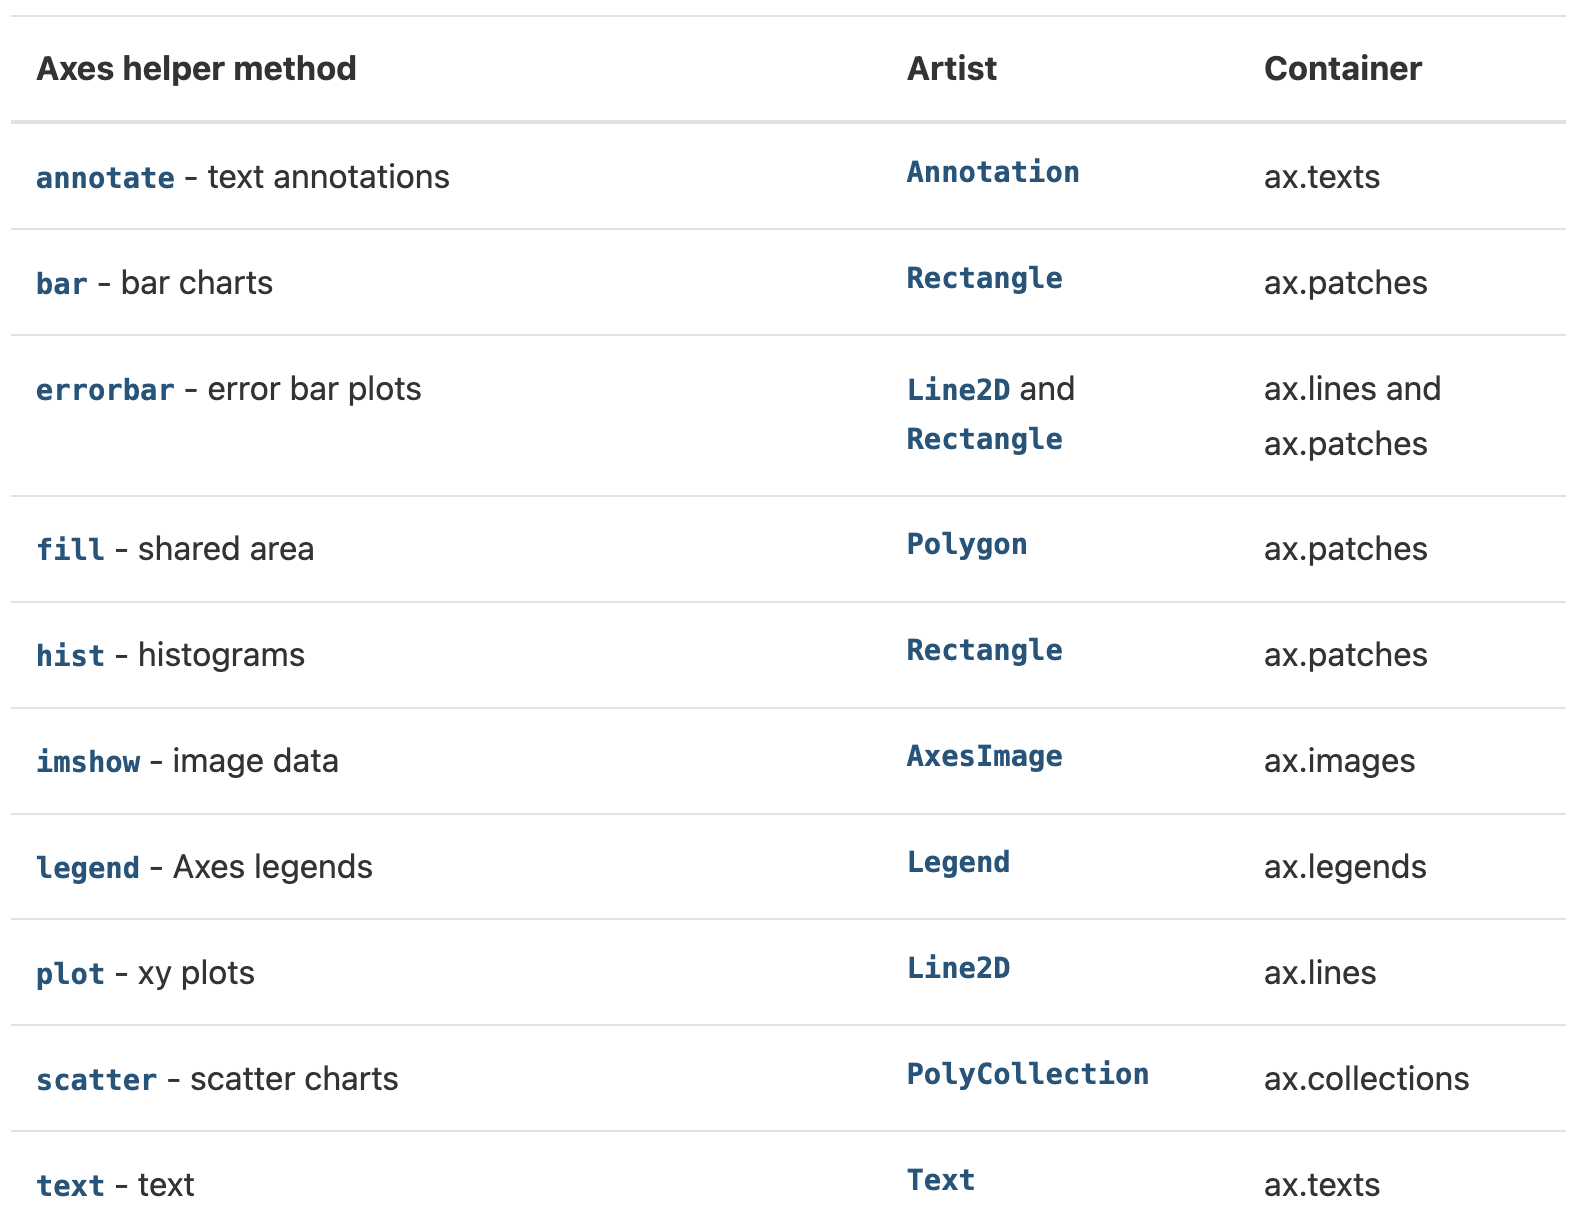 Axes helper method Artist Container
annotate - text annotations Annotation ax.texts
bar - bar charts Rectangle ax.patches
errorbar - error bar plots Line2D and ax.lines and
Rectangle ax.patches
fill - shared area Polygon ax.patches
hist - histograms Rectangle ax.patches
imshow - image data AxesImage ax.images
legend - Axes legends Legend ax.legends
plot - xy plots Line2D ax.lines
scatter - scatter charts PolyCollection ax.collections
text - text Text ax.texts